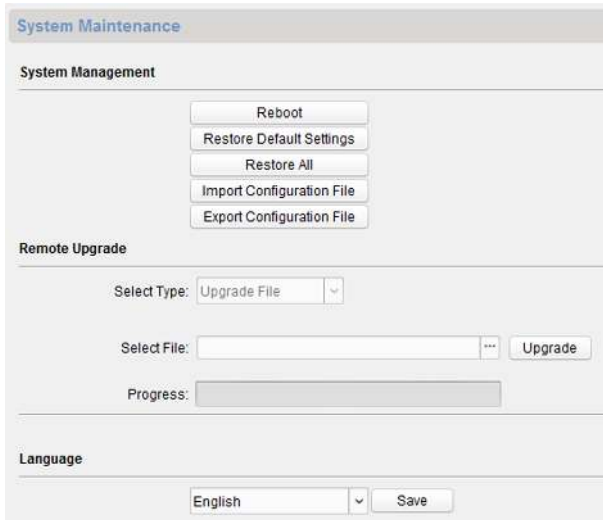 System Maintenance
System Management
Reboot
Restore Default Settings
Restore All
Import Configuration File
Export Configuration File
Remote Upgrade
Select Type: Upgrade File
Select File: ... Upgrade
Progress:
Language
English Save